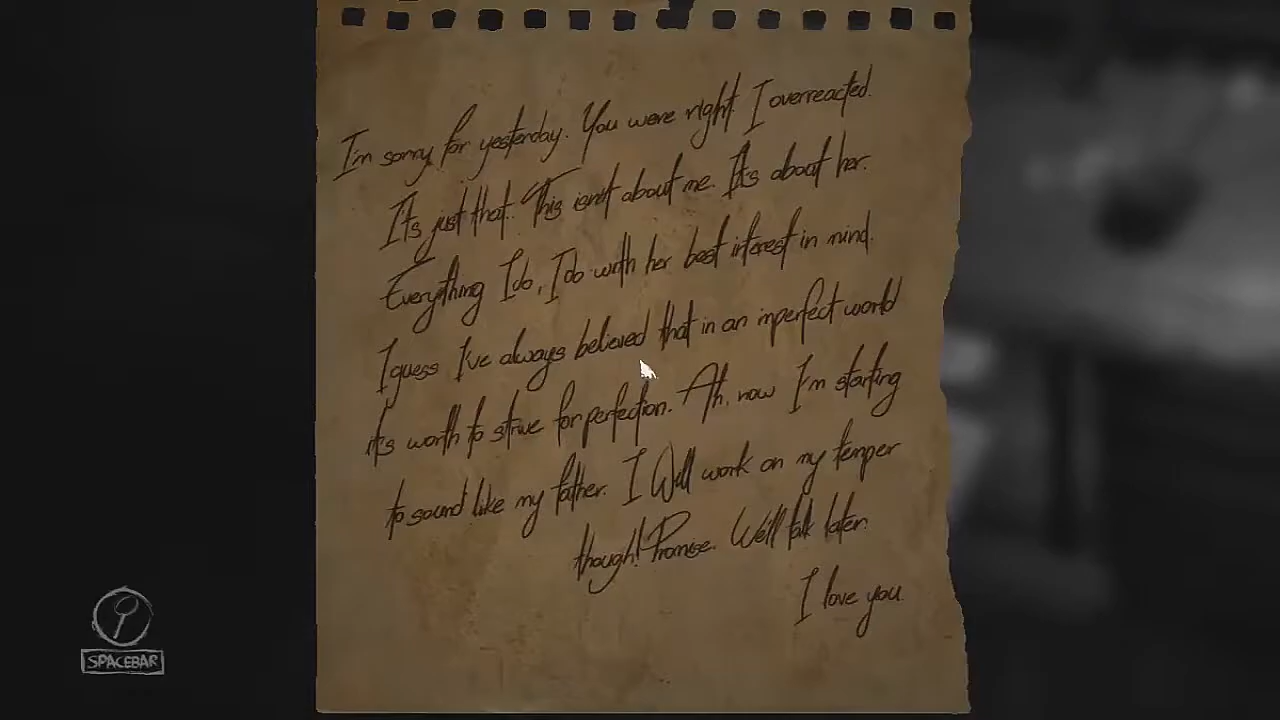 I'm sorry for yesterday. You were right. I overreacted.
It's just that.. This isn't about me. It's about her.
Everything I do, I do with her best interest in mind.
I guess I've always believed that in an imperfect world
it's worth to strive for perfection. Ah, now I'm starting
to sound like my father. I Will work on my temper
though! Promise. We'll talk later.
I love you.
SPACEBAR